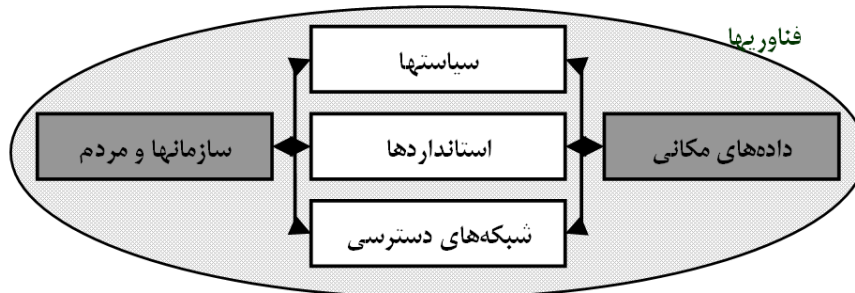 فناوریها
سیاستها
داده‌های مکانی
استانداردها
سازمانها و مردم
شبکه‌های دسترسی